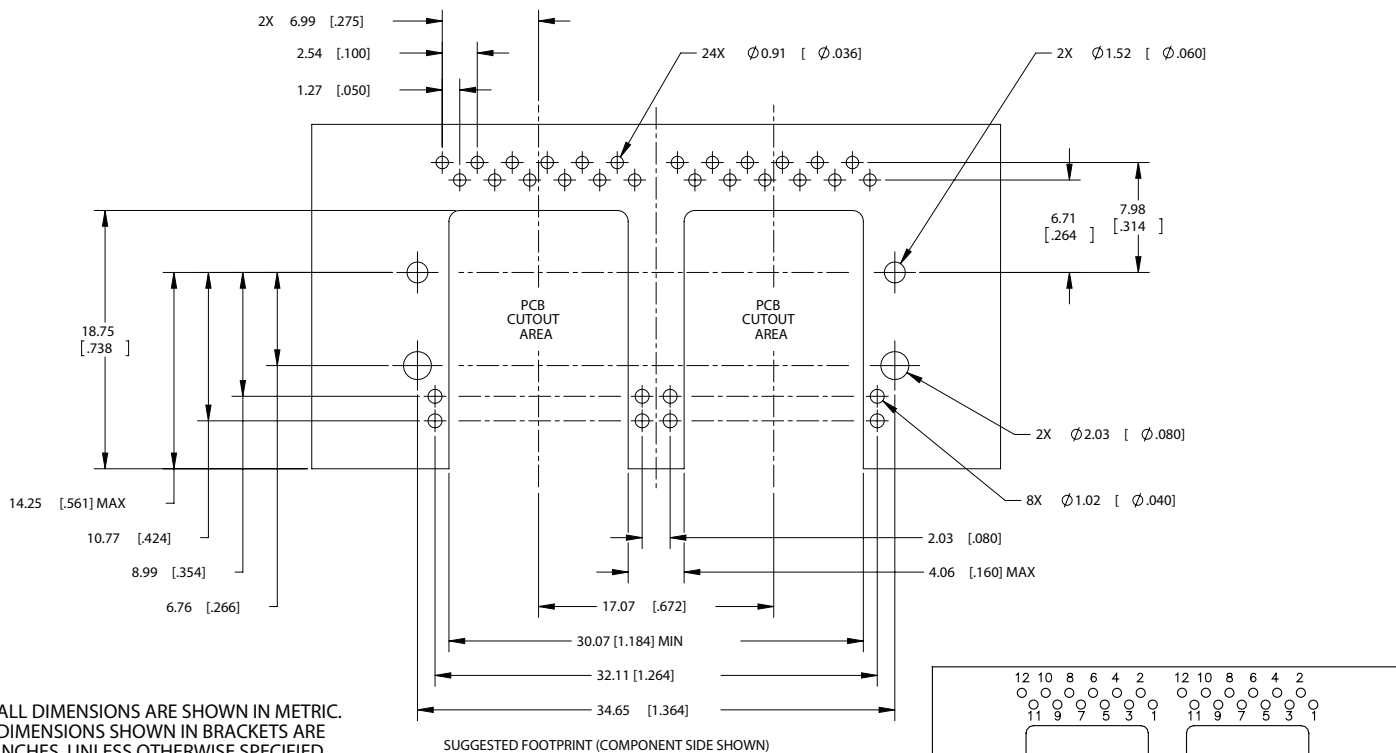 2X 6.99 [.275]
2.54 [.100]
1.27 [.050]
24X Ø0.91 [ Ø.036]
2X Ø1.52 [ Ø.060]
7.98
[.314 ]
6.71
[.264 ]
18.75
[.738 ]
PCB
CUTOUT
AREA
PCB
CUTOUT
AREA
2X Ø2.03 [ Ø.080]
8X Ø1.02 [ Ø.040]
14.25 [.561] MAX
10.77 [.424]
8.99 [.354]
6.76 [.266]
2.03 [.080]
4.06 [.160] MAX
17.07 [.672]
30.07 [1.184] MIN
32.11 [1.264]
34.65 [1.364]
ALL DIMENSIONS ARE SHOWN IN METRIC.
DIMENSIONS SHOWN IN BRACKETS ARE
INCHES, UNLESS OTHERWISE SPECIFIED
SUGGESTED FOOTPRINT (COMPONENT SIDE SHOWN)
12 10 8 6 4 2 12 10 8 6 4 2
11 9 7 5 3 1 11 9 7 5 3 1